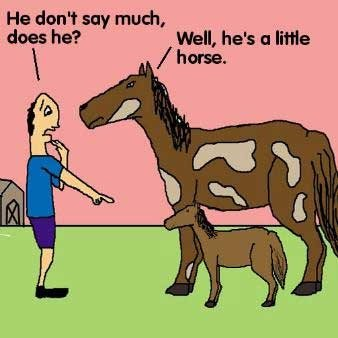 He don't say much,
does he?
Well, he's a little
horse.